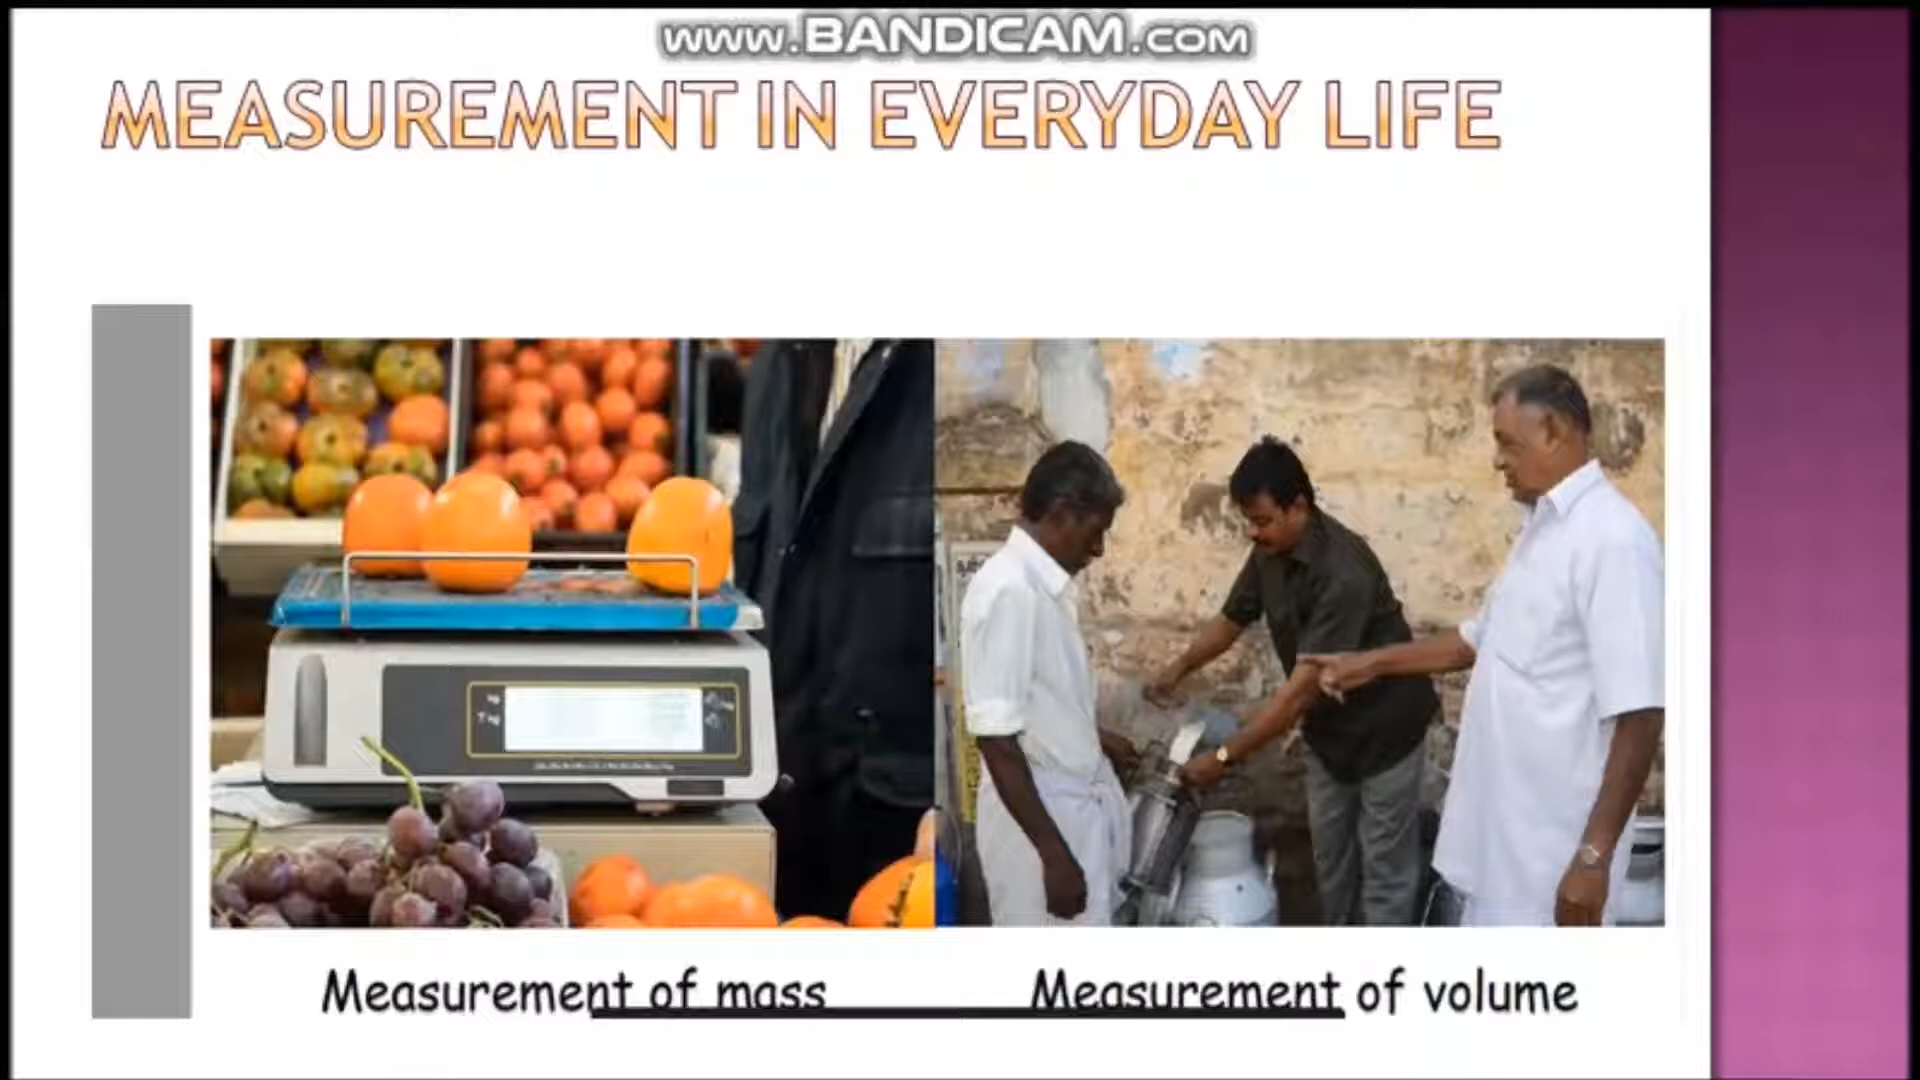 www.BANDICAM.com
MEASUREMENT IN EVERYDAY LIFE
Measurement of mass
Measurement of volume